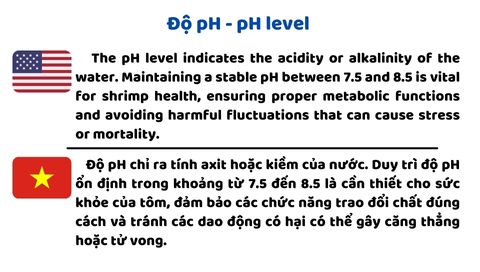 Độ pH - pH level
The pH level indicates the acidity or alkalinity of the
water. Maintaining a stable pH between 7.5 and 8.5 is vital
for shrimp health, ensuring proper metabolic functions
and avoiding harmful fluctuations that can cause stress
or mortality.
Độ pH chỉ ra tính axit hoặc kiềm của nước. Duy trì độ pH
ổn định trong khoảng từ 7.5 đến 8.5 là cần thiết cho sức
khỏe của tôm, đảm bảo các chức năng trao đổi chất đúng
cách và tránh các dao động có hại có thể gây căng thẳng
hoặc tử vong.